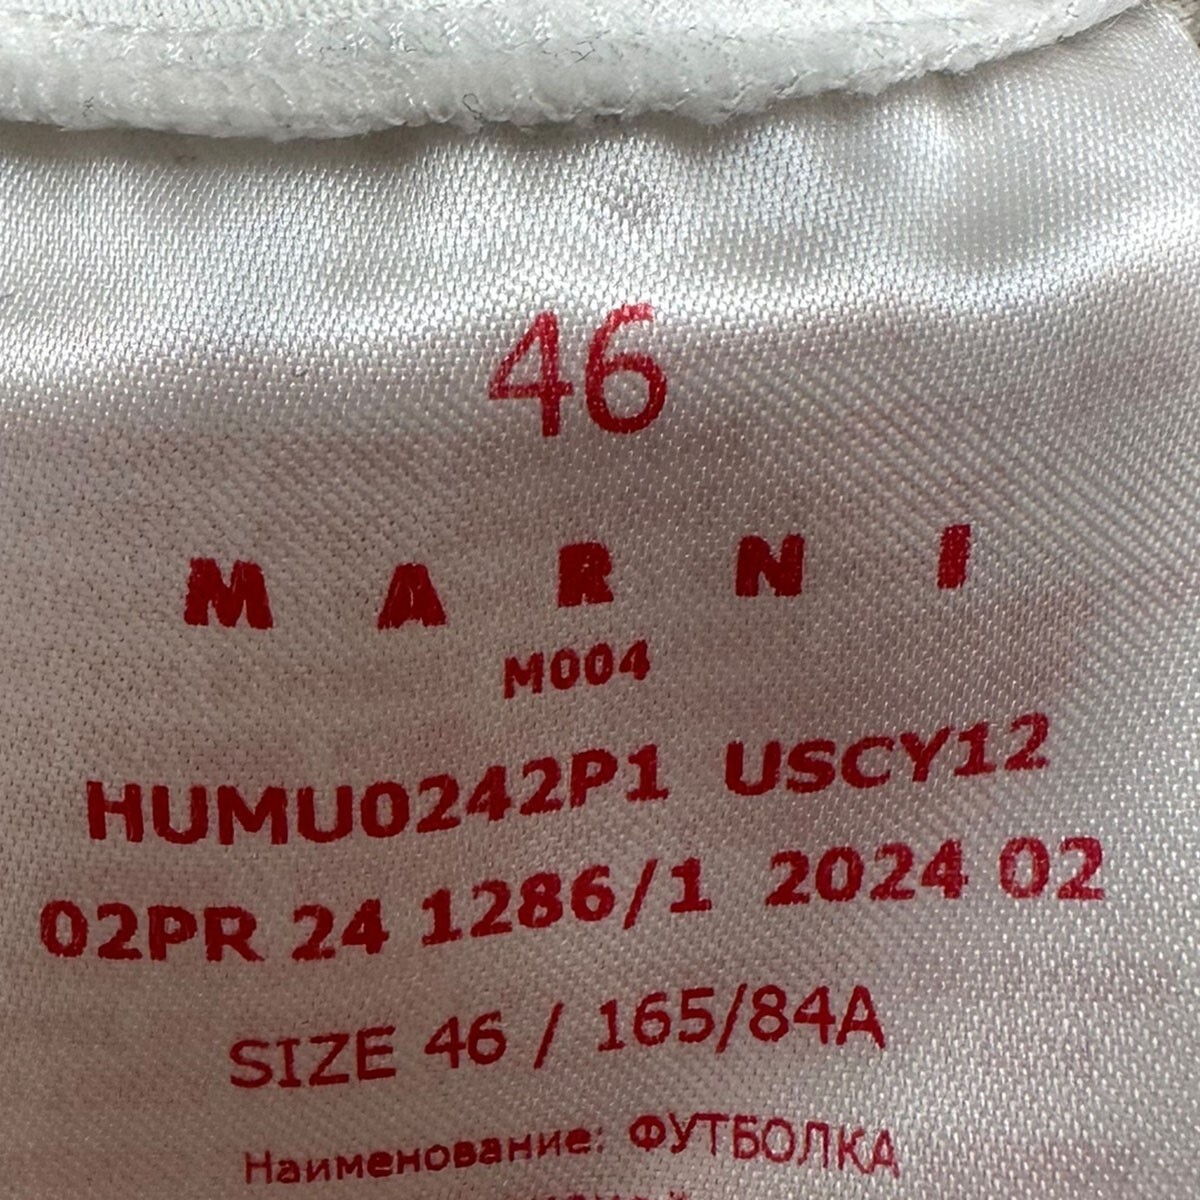 46
MARNI
M004
HUMU0242P1 USCY12
02PR 24 1286/1 2024 02
SIZE 46 / 165/84A
Наименование: ФУТБОЛКА